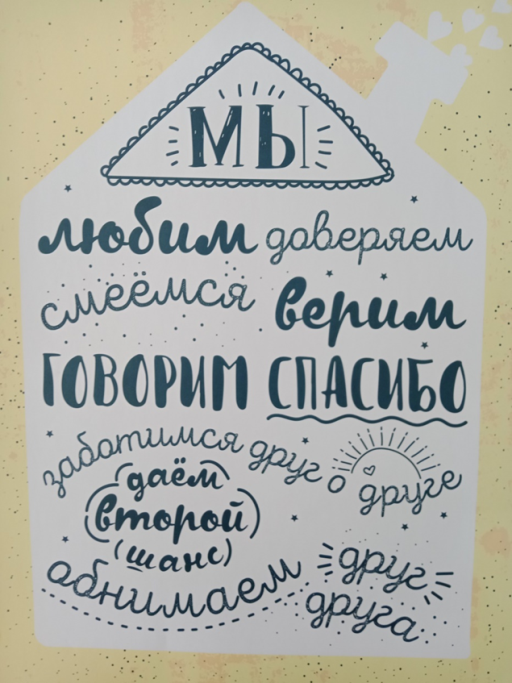 МЫ
любим доверяем
смеёмся верим
ГОВОРИМ СПАСИБО
заботимся друг о друге
даём
второй
(шанс)
обнимаем друг
друга